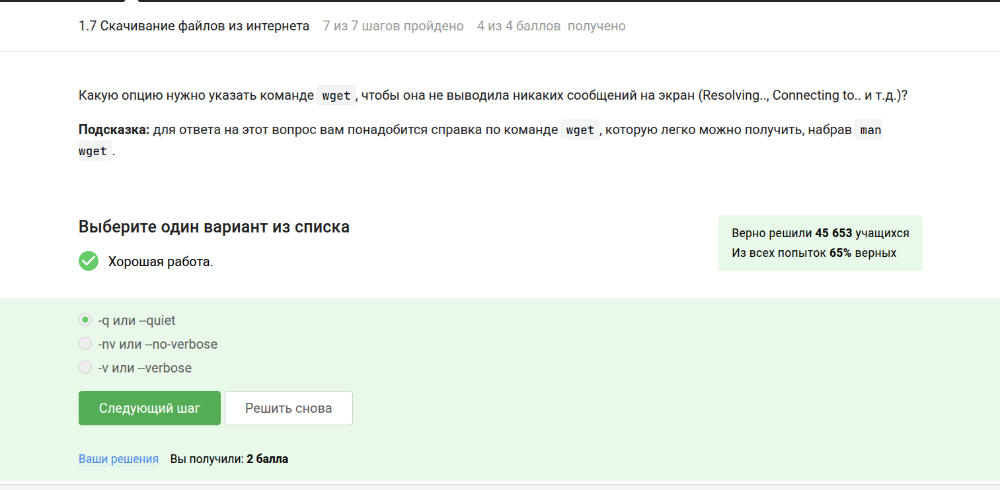 1.7 Скачивание файлов из интернета 7 из 7 шагов пройдено 4 из 4 баллов получено
Какую опцию нужно указать команде wget, чтобы она не выводила никаких сообщений на экран (Resolving.., Connecting to.. и т.д.)?
Подсказка: для ответа на этот вопрос вам понадобится справка по команде wget, которую легко можно получить, набрав man
wget.
Выберите один вариант из списка
Хорошая работа.
Верно решили 45 653 учащихся
Из всех попыток 65% верных
-q или --quiet
-nv или --no-verbose
-v или --verbose
Следующий шаг Решить снова
Ваши решения Вы получили: 2 балла